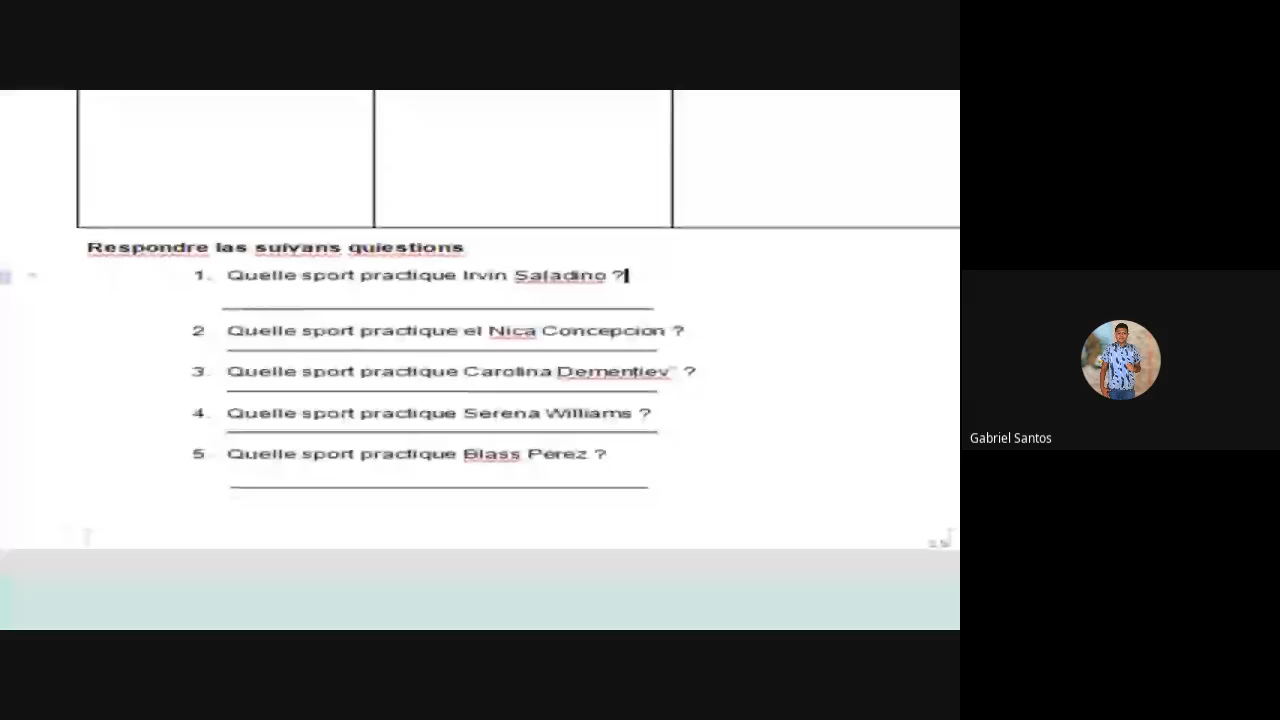 Respondre las suivans quiestions
1. Quelle sport practique Irvin Saladino ?
2. Quelle sport practique el Nica Concepcion ?
3. Quelle sport practique Carolina Dementiev ?
4. Quelle sport practique Serena Williams ?
5. Quelle sport practique Blass Pérez ?
Gabriel Santos